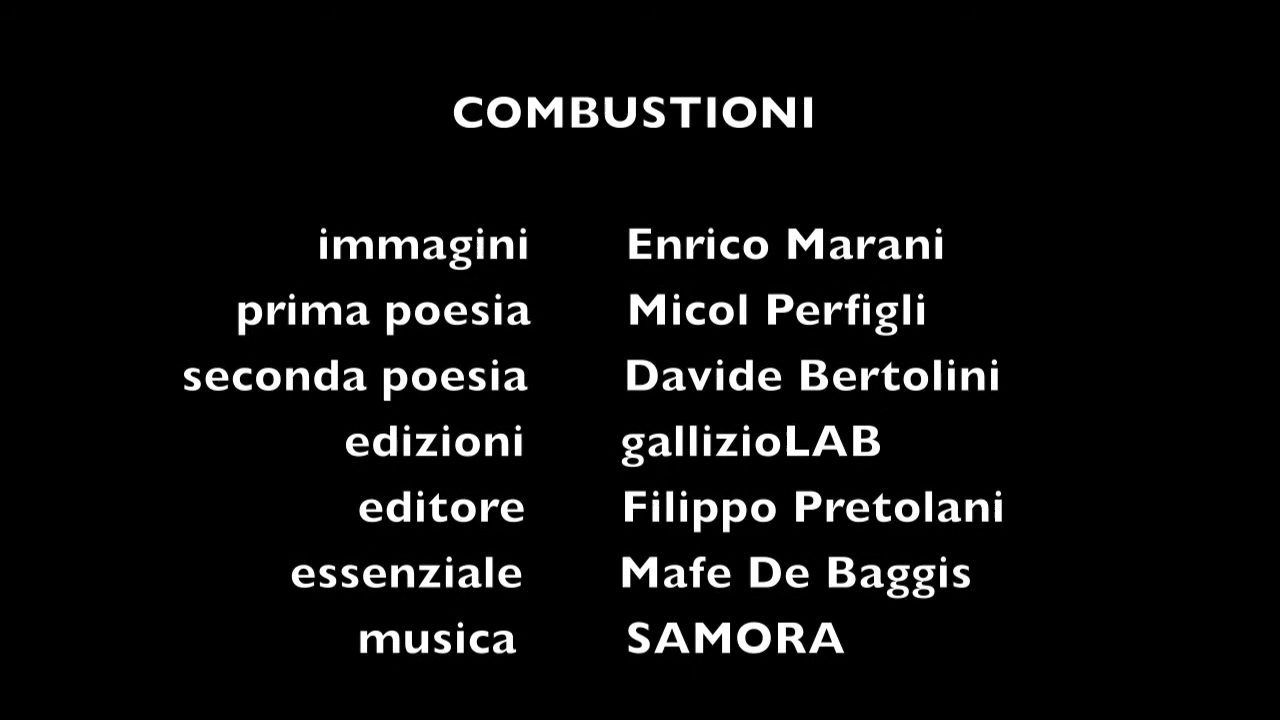 COMBUSTIONI
immagini Enrico Marani
prima poesia Micol Perfigli
seconda poesia Davide Bertolini
edizioni gallizioLAB
editore Filippo Pretolani
essenziale Mafe De Baggis
musica SAMORA